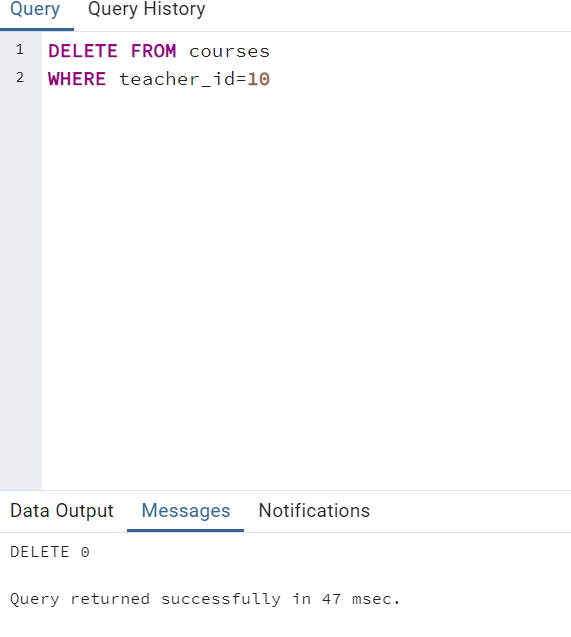 Query Query History
1 DELETE FROM courses
2 WHERE teacher_id=10
Data Output Messages Notifications
DELETE 0
Query returned successfully in 47 msec.